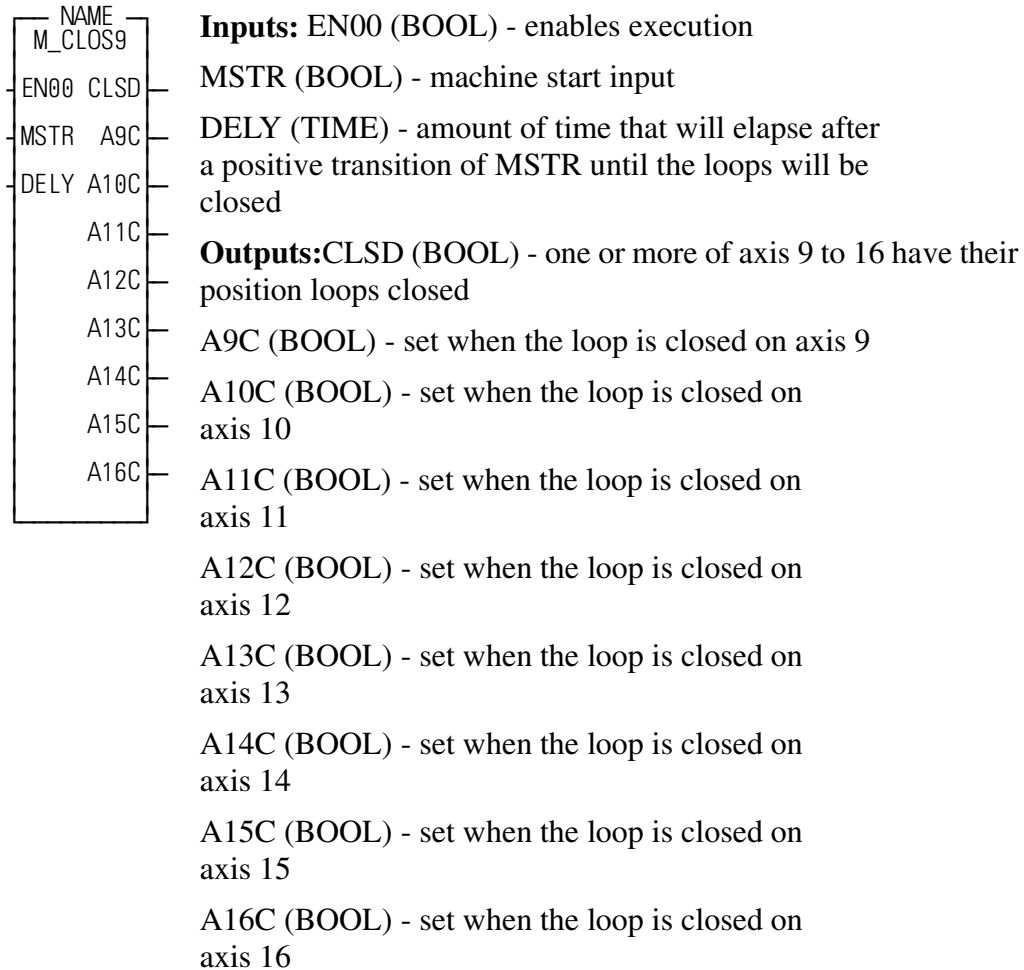 NAME
M_CLOS9
EN00 CLSD
MSTR A9C
DELY A10C
A11C
A12C
A13C
A14C
A15C
A16C
Inputs: EN00 (BOOL) - enables execution
MSTR (BOOL) - machine start input
DELY (TIME) - amount of time that will elapse after
a positive transition of MSTR until the loops will be
closed
Outputs:CLSD (BOOL) - one or more of axis 9 to 16 have their
position loops closed
A9C (BOOL) - set when the loop is closed on axis 9
A10C (BOOL) - set when the loop is closed on
axis 10
A11C (BOOL) - set when the loop is closed on
axis 11
A12C (BOOL) - set when the loop is closed on
axis 12
A13C (BOOL) - set when the loop is closed on
axis 13
A14C (BOOL) - set when the loop is closed on
axis 14
A15C (BOOL) - set when the loop is closed on
axis 15
A16C (BOOL) - set when the loop is closed on
axis 16